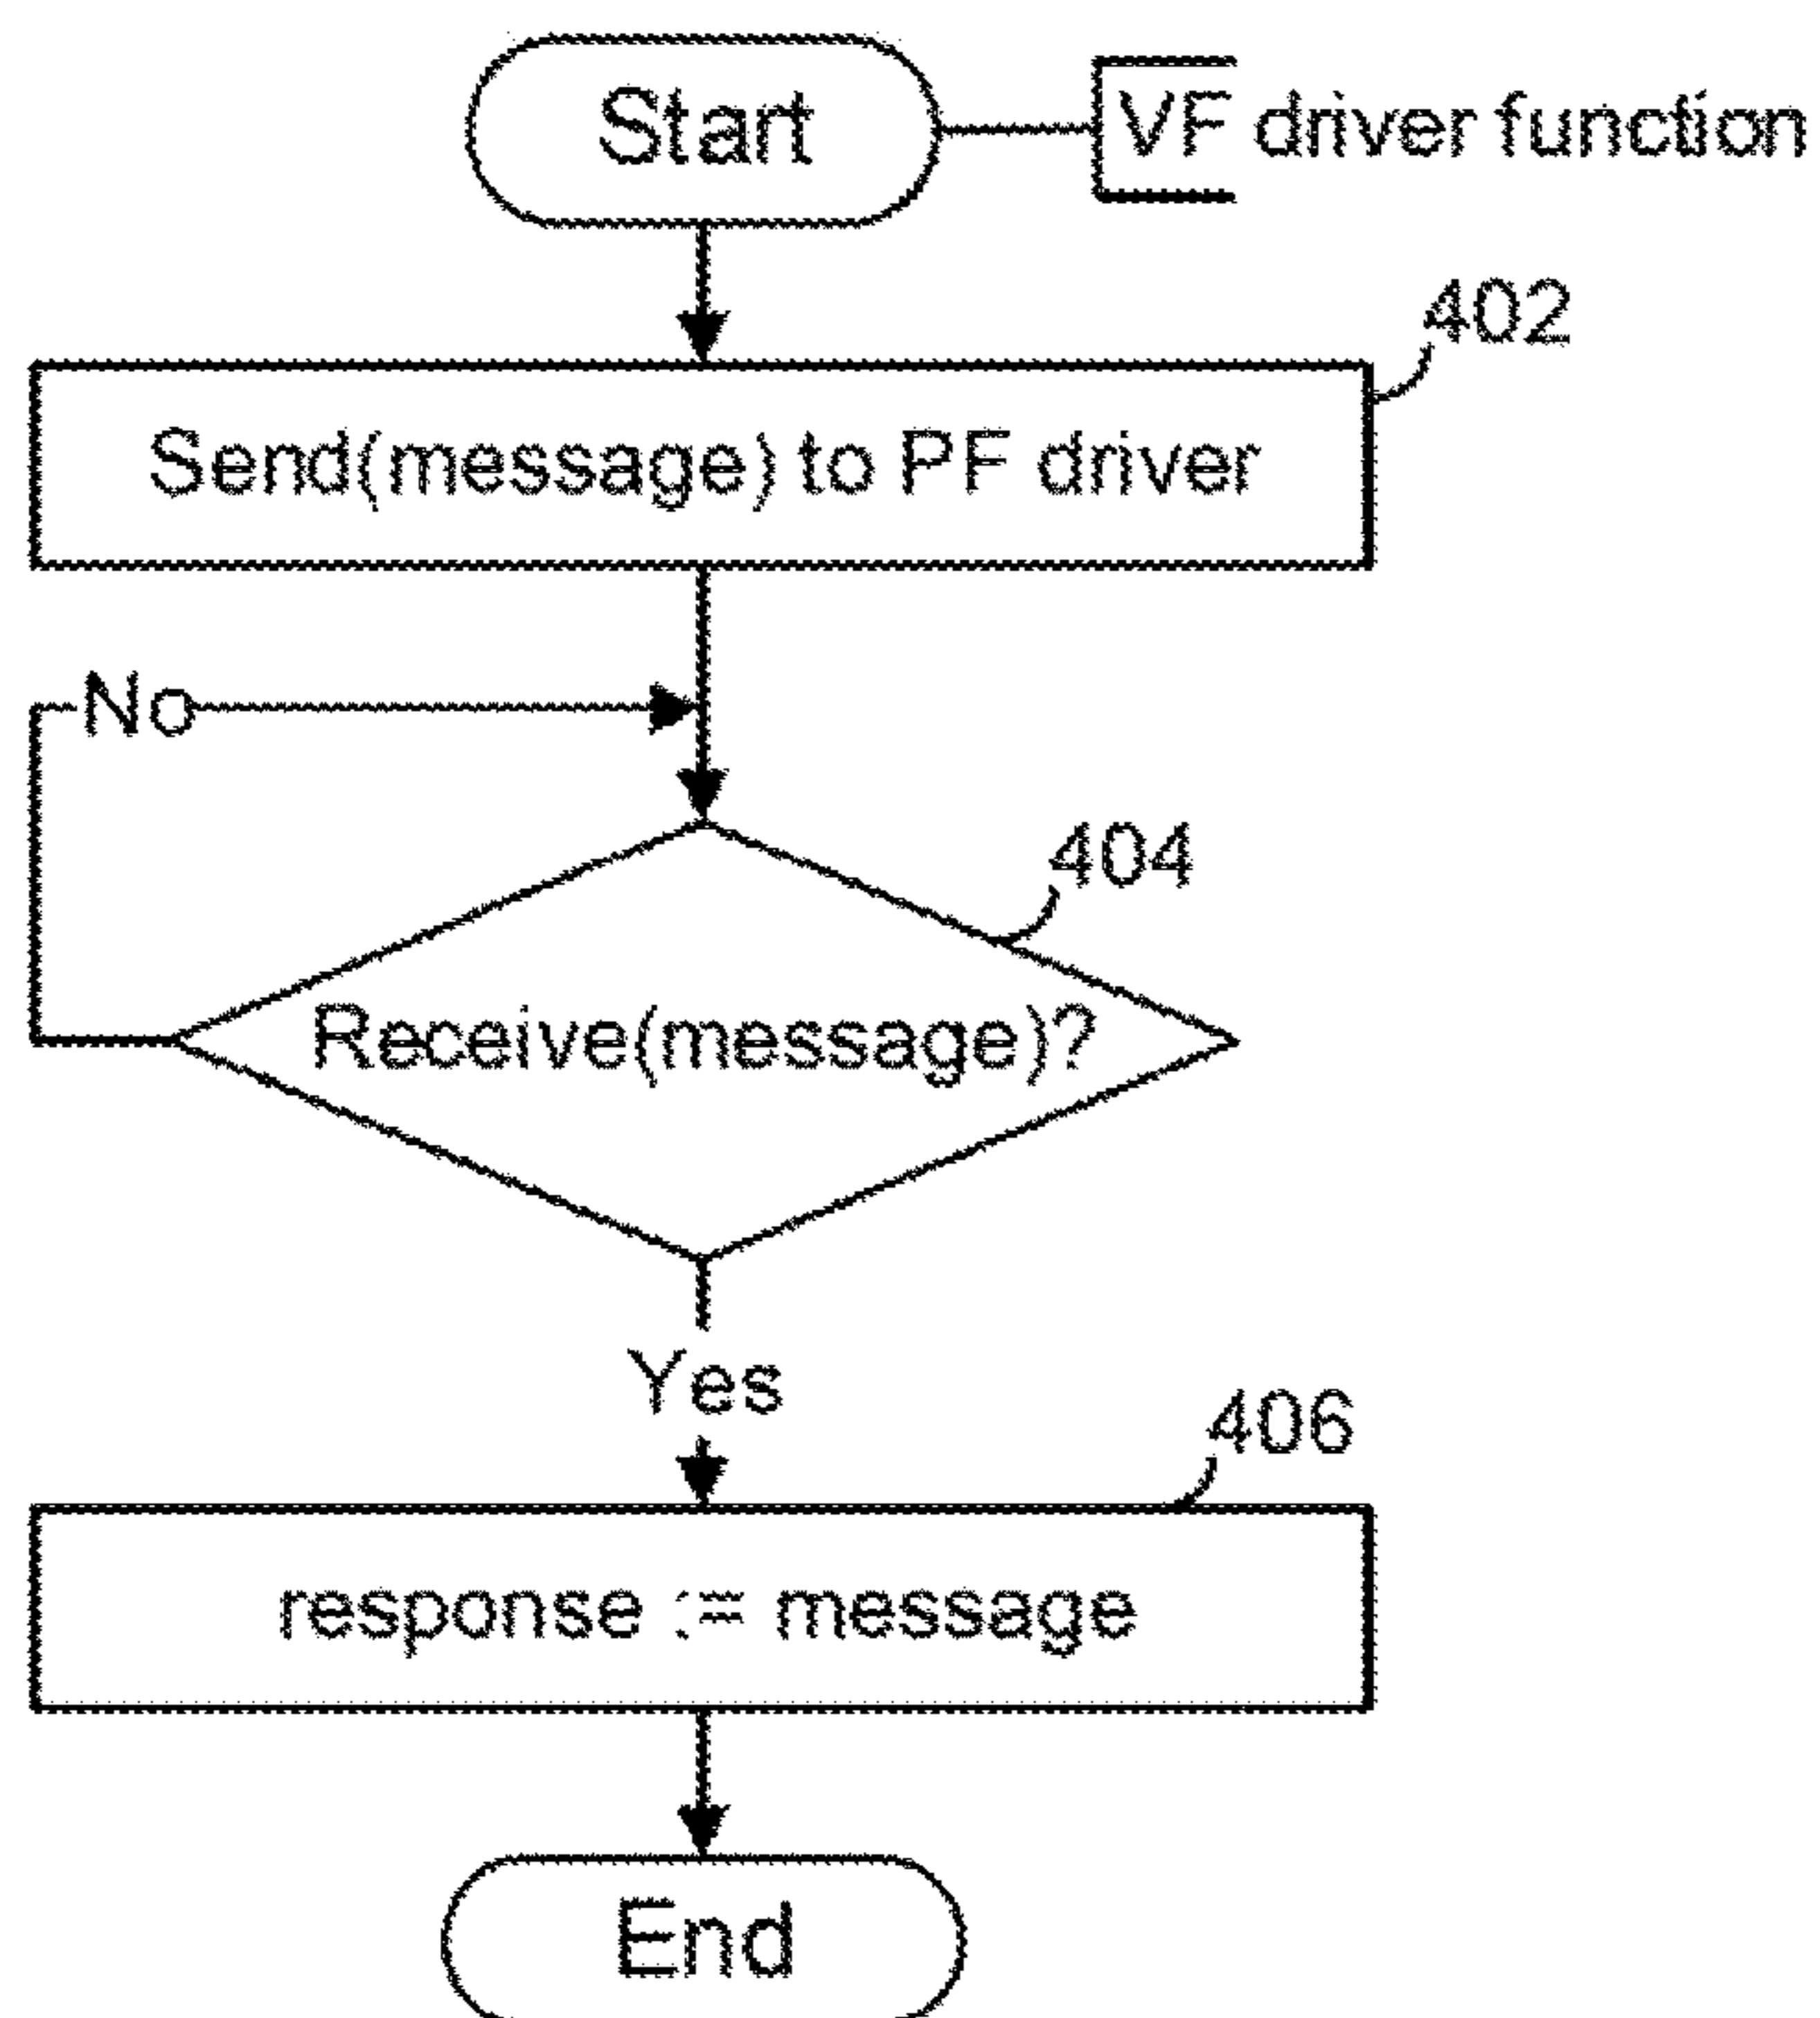 Start
VF driver function
402
Send(message) to PF driver
No
404
Receive(message)?
Yes
406
response := message
End